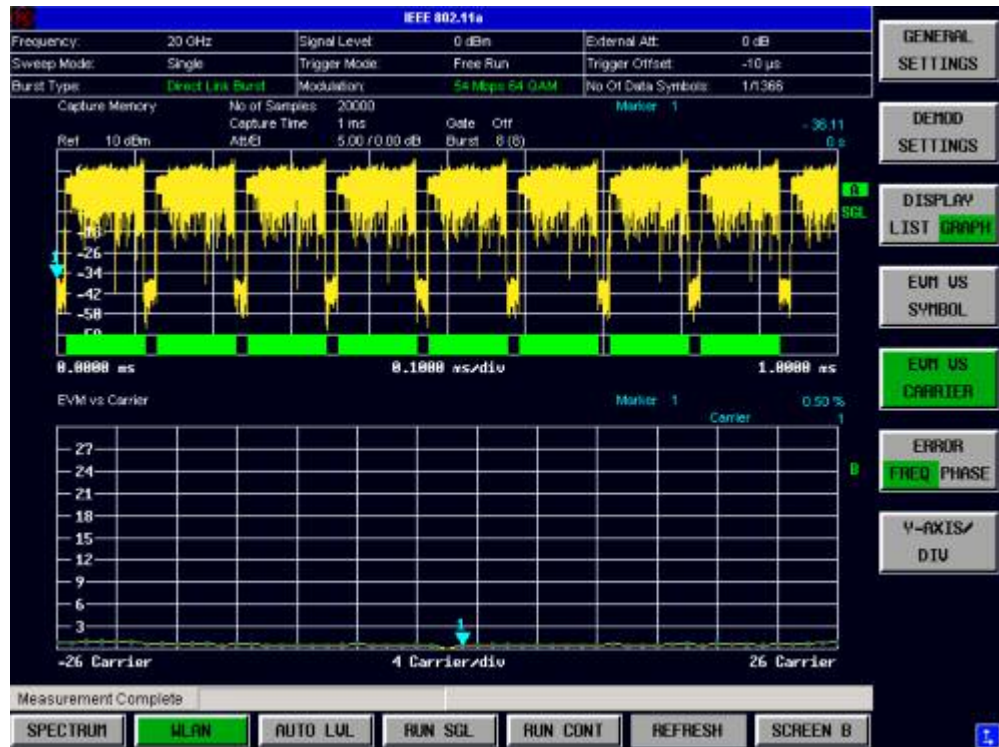 IEEE 802.11a
Frequency: 20 GHz Signal Level: 0 dBm External Att: 0 dB
Sweep Mode: Single Trigger Mode: Free Run Trigger Offset: -10 µs
Burst Type: Direct Link Burst Modulation: 54 Mbps 64 QAM No Of Data Symbols: 1/1366
Capture Memory No of Samples 20000 Marker 1
Capture Time 1 ms Gate Off - 36.11
Ref 10 dBm Att/El 5.00 / 0.00 dB Burst 8 (8) 0 s
A
SGL
1
-18
-26
-34
-42
-50
0.0000 ms 0.1000 ms/div 1.0000 ms
EVM vs Carrier Marker 1 0.50 %
Carrier 1
27
24
B
21
18
15
12
9
6
3
1
-26 Carrier 4 Carrier/div 26 Carrier
Measurement Complete
SPECTRUM WLAN AUTO LVL RUN SGL RUN CONT REFRESH SCREEN B
GENERAL
SETTINGS
DEMOD
SETTINGS
DISPLAY
LIST GRAPH
EVM VS
SYMBOL
EVM VS
CARRIER
ERROR
FREQ PHASE
Y-AXIS/
DIV